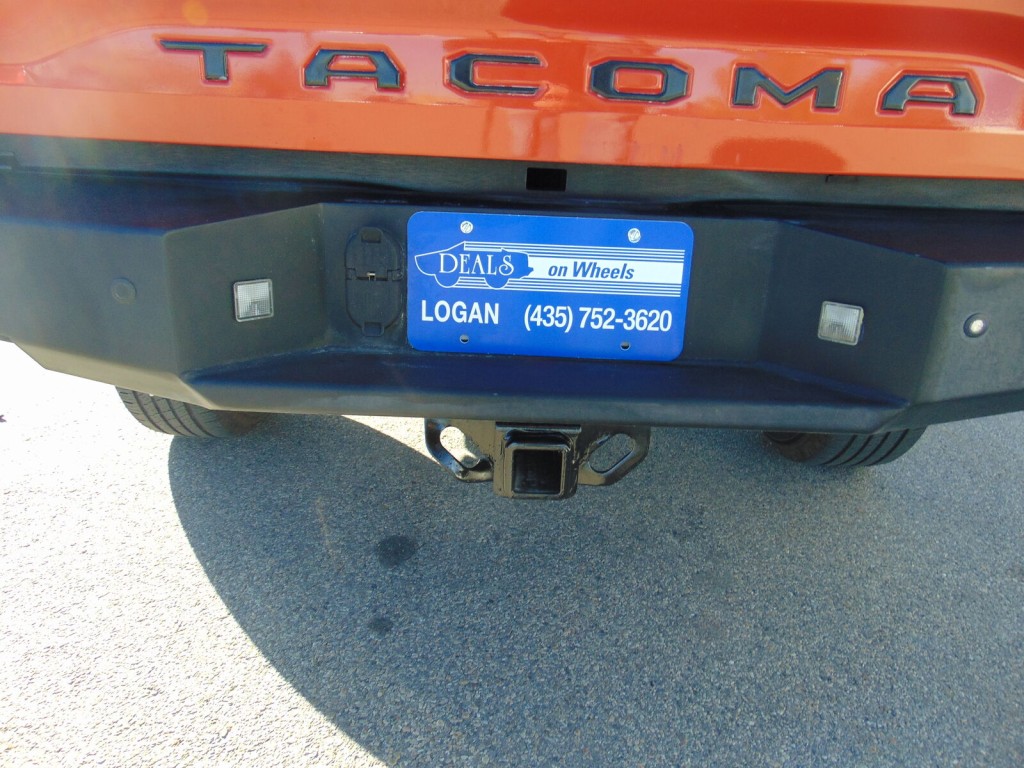 TACOMA
DEALS on Wheels
LOGAN (435) 752-3620